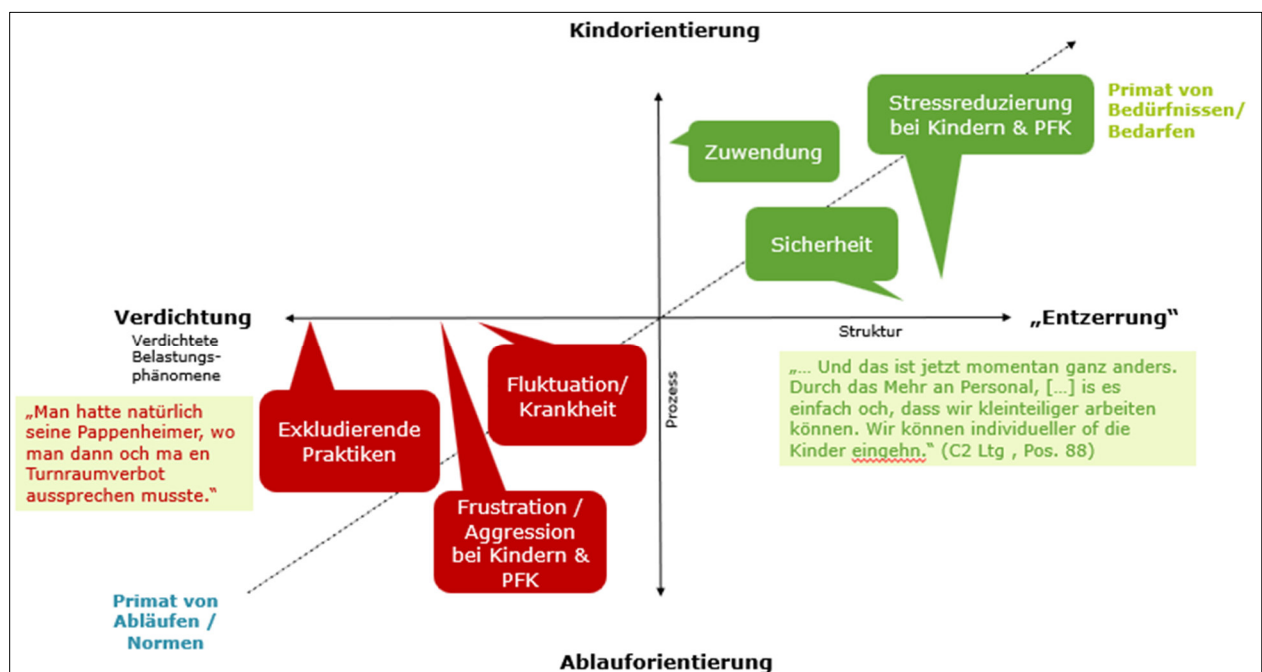 Kindorientierung
Stressreduzierung
bei Kindern & PFK
Primat von
Bedürfnissen/
Bedarfen
Zuwendung
Sicherheit
Verdichtung
Verdichtete
Belastungs-
phänomene
Struktur
„Entzerrung“
Prozess
„Man hatte natürlich
seine Pappenheimer, wo
man dann och ma en
Turnraumverbot
aussprechen musste.“
Exkludierende
Praktiken
Fluktuation/
Krankheit
Frustration /
Aggression
bei Kindern &
PFK
„... Und das ist jetzt momentan ganz anders.
Durch das Mehr an Personal, [...] is es
einfach och, dass wir kleinteiliger arbeiten
können. Wir können individueller of die
Kinder eingehn.“ (C2 Ltg , Pos. 88)
Primat von
Abläufen /
Normen
Ablauforientierung